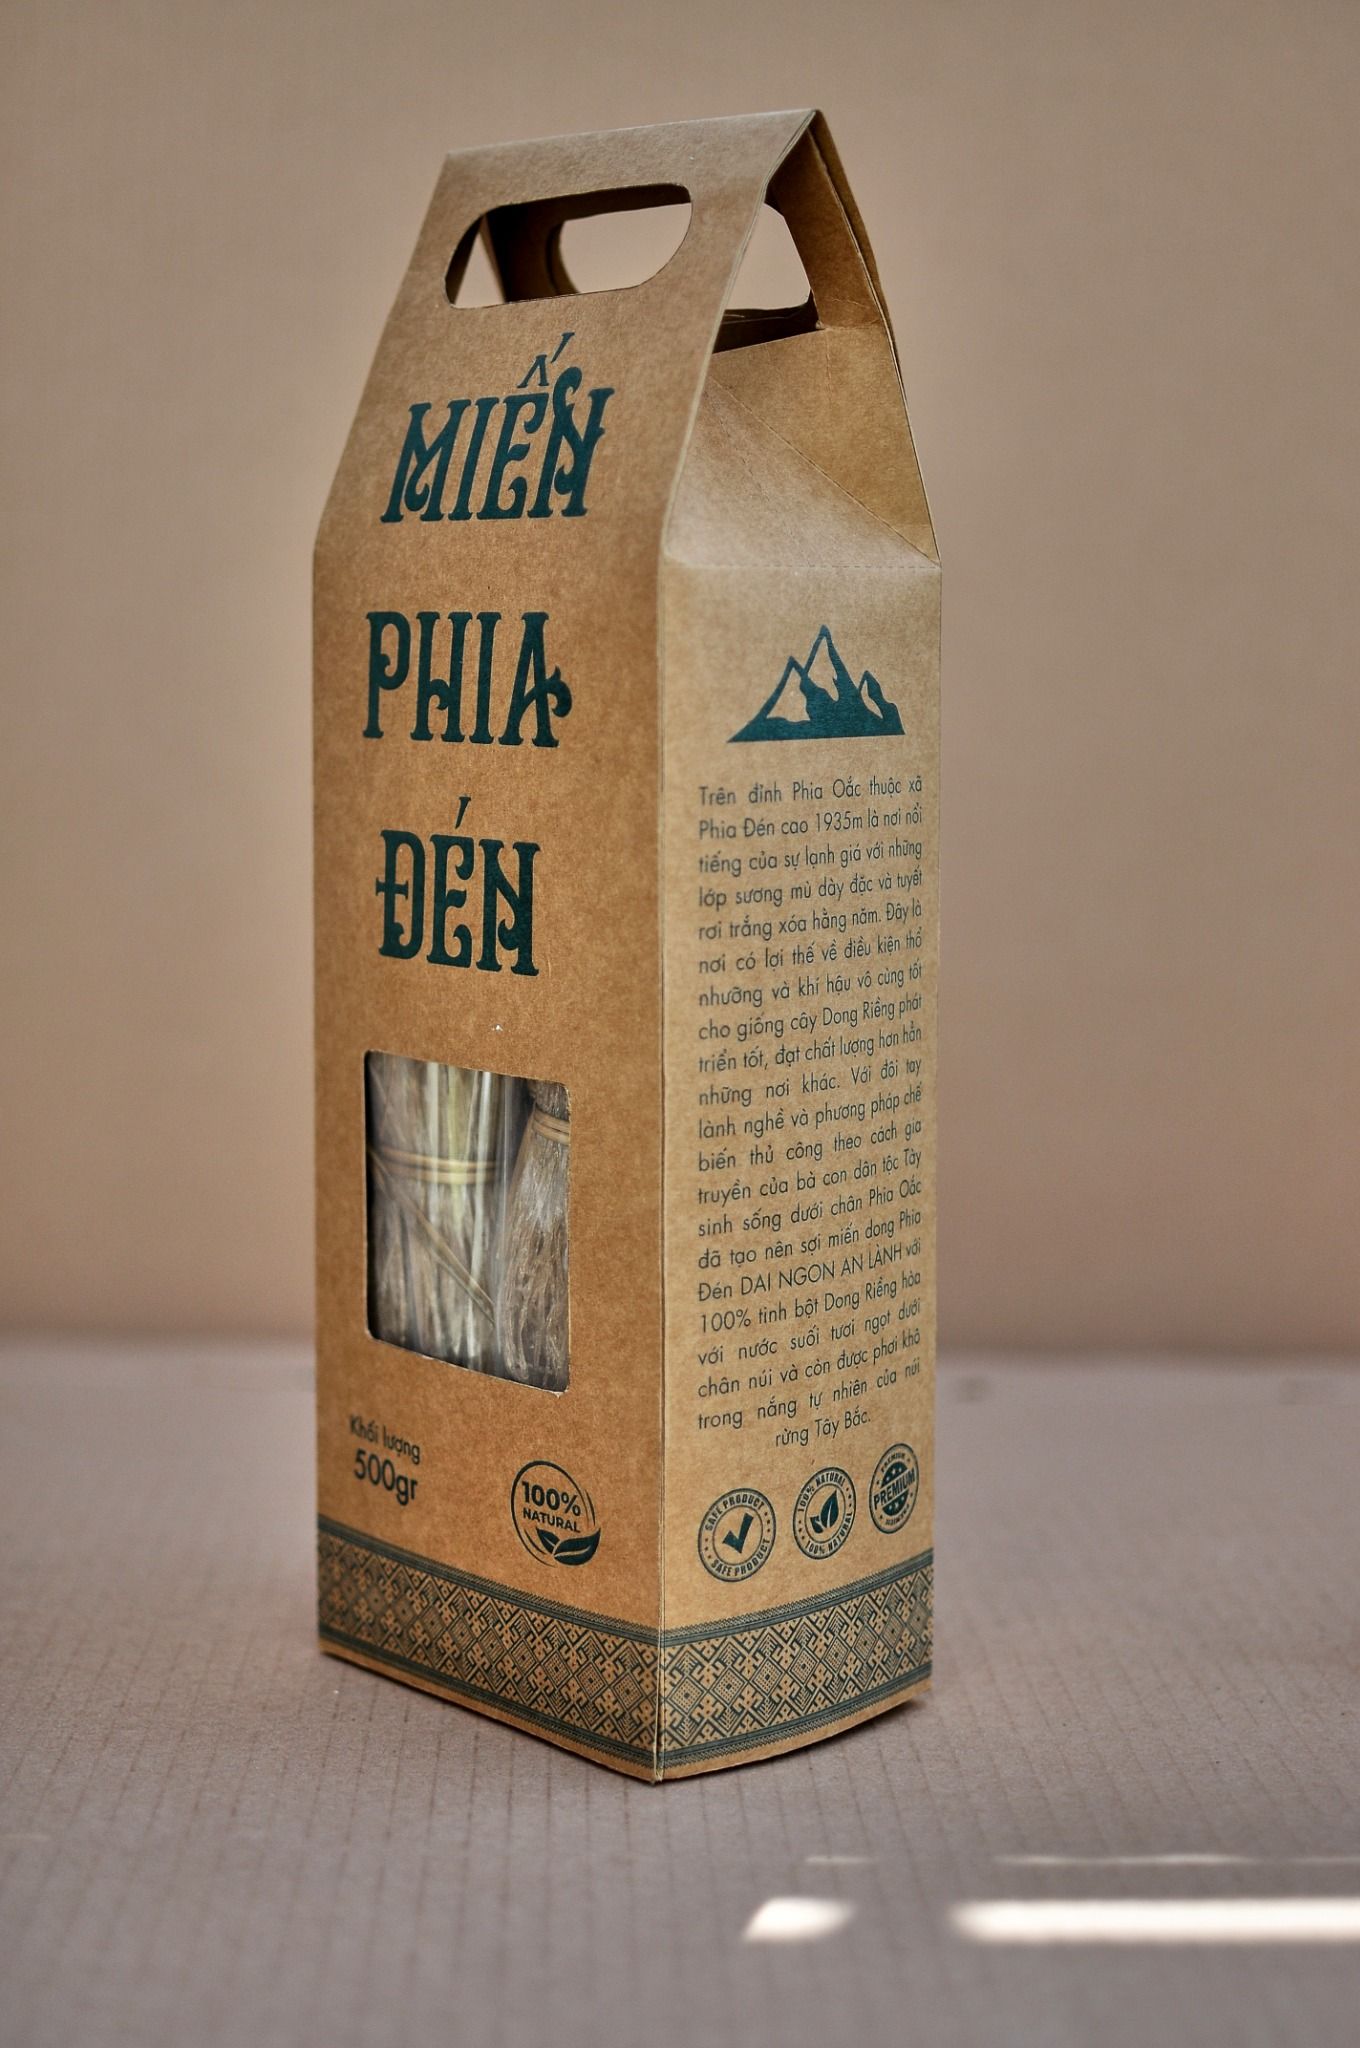 MIẾN
PHIA
ĐÉN
Khối lượng
500gr
100%
NATURAL
Trên đỉnh Phia Oắc thuộc xã
Phia Đén cao 1935m là nơi nổi
tiếng của sự lạnh giá với những
lớp sương mù dày đặc và tuyết
rơi trắng xóa hằng năm. Đây là
nơi có lợi thế về điều kiện thổ
nhưỡng và khí hậu vô cùng tốt
cho giống cây Dong Riềng phát
triển tốt, đạt chất lượng hơn hẳn
những nơi khác. Với đôi tay
lành nghề và phương pháp chế
biến thủ công theo cách gia
truyền của bà con dân tộc Tày
sinh sống dưới chân Phia Oắc
đã tạo nên sợi miến dong Phia
Đén DAI NGON AN LÀNH với
100% tinh bột Dong Riềng hòa
với nước suối tươi ngọt dưới
chân núi và còn được phơi khô
trong nắng tự nhiên của núi
rừng Tây Bắc.
SAFE PRODUCT
SAFE PRODUCT
100% NATURAL
100% NATURAL
PREMIUM
PREMIUM
PREMIUM